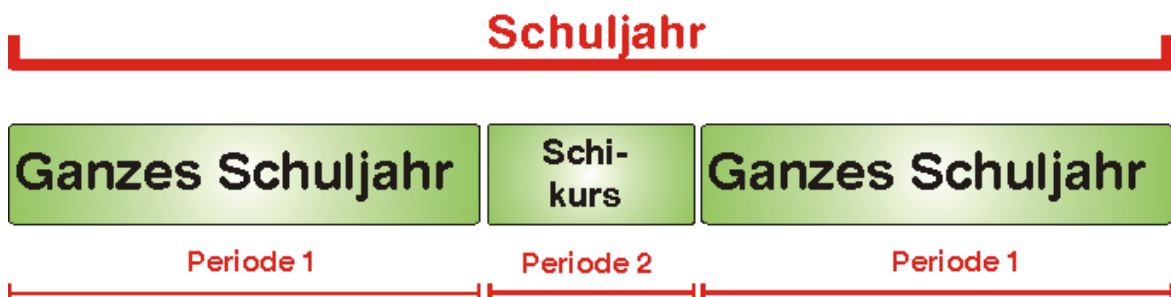 Schuljahr
Ganzes Schuljahr
Schi-
kurs
Ganzes Schuljahr
Periode 1
Periode 2
Periode 1